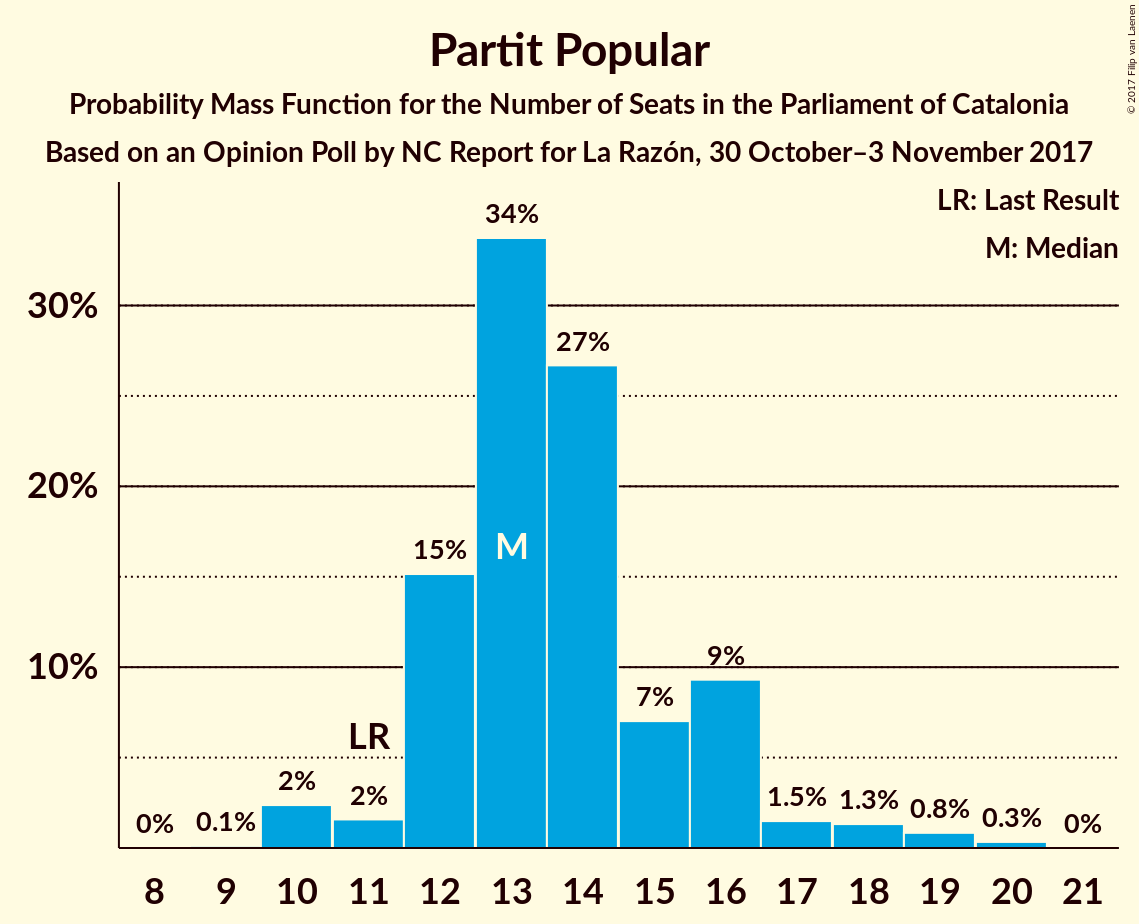 Partit Popular
Probability Mass Function for the Number of Seats in the Parliament of Catalonia
Based on an Opinion Poll by NC Report for La Razón, 30 October–3 November 2017
© 2017 Filip van Laenen
LR: Last Result
M: Median
34%
30%
27%
20%
15%
M
10%
9%
7%
LR
2%
2%
1.5%
1.3%
0.8%
0.3%
0%
0.1%
0%
8 9 10 11 12 13 14 15 16 17 18 19 20 21